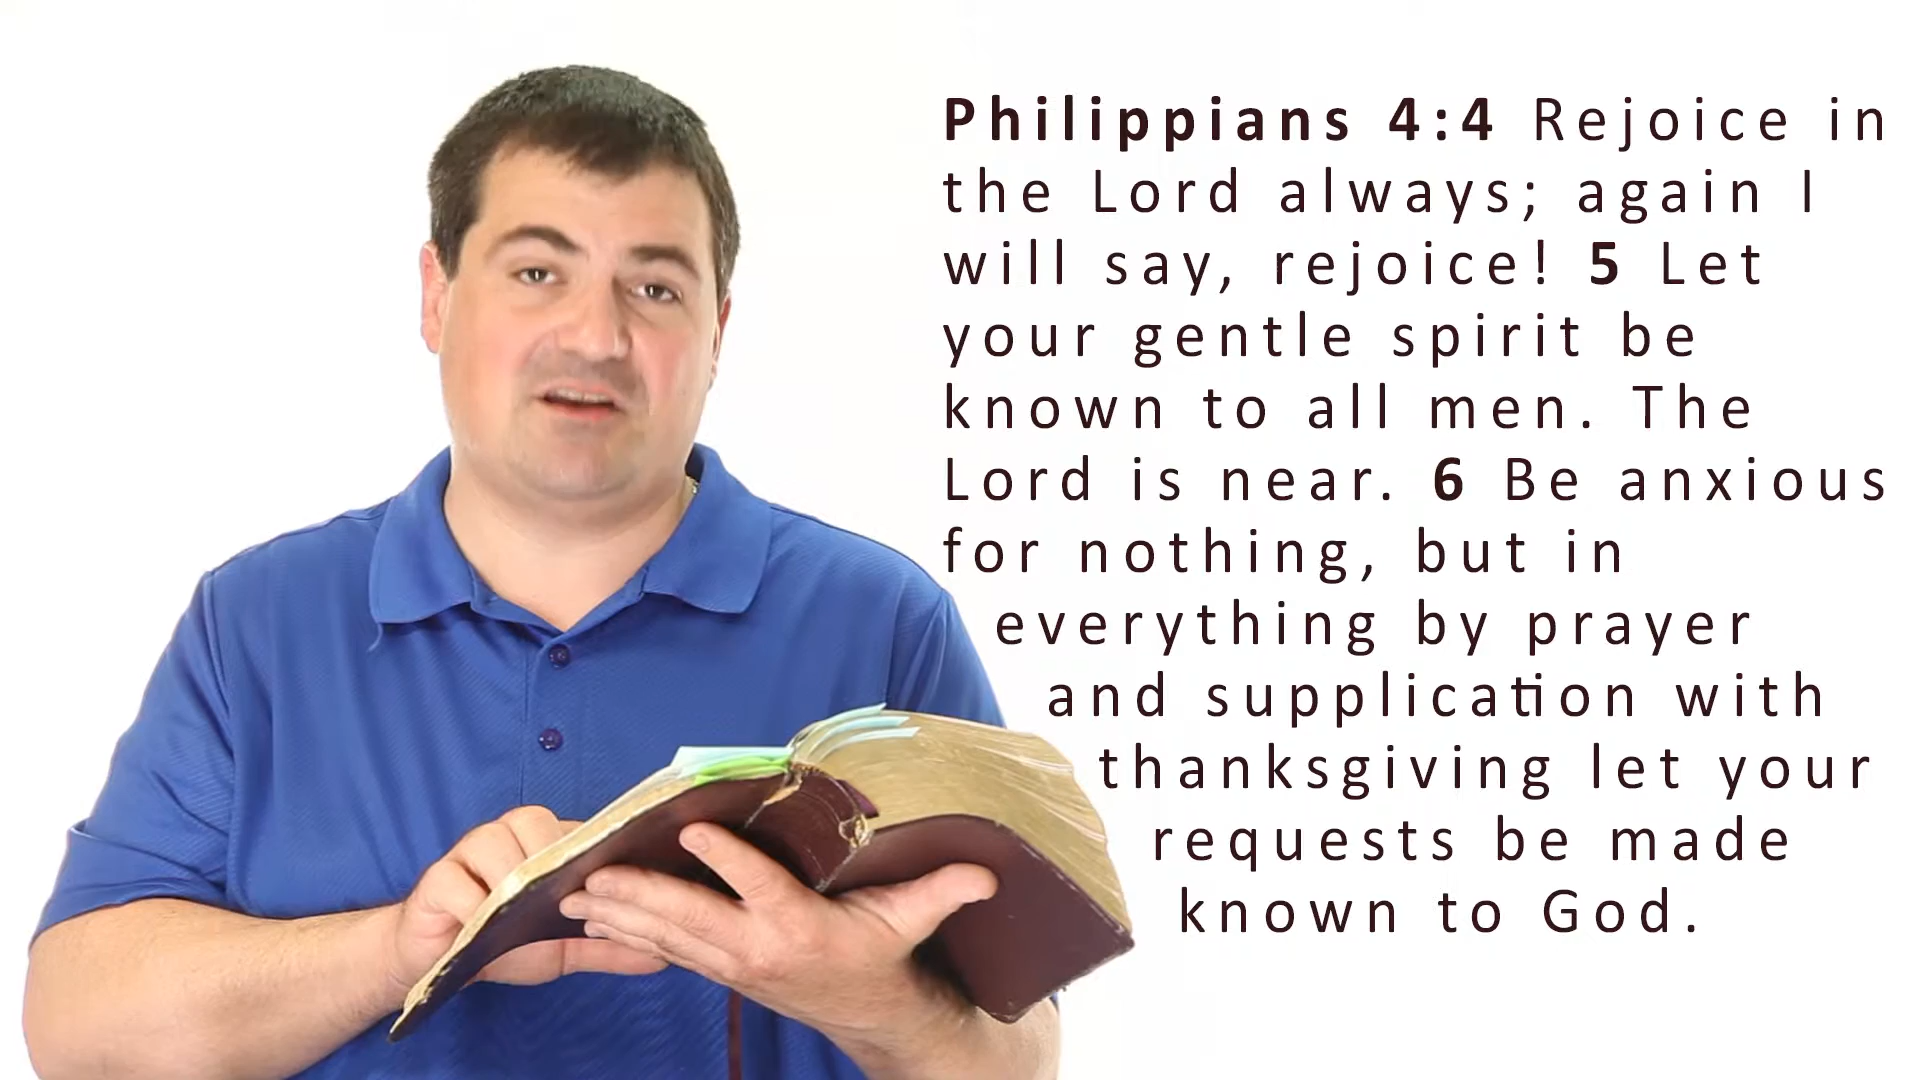 Philippians 4:4 Rejoice in
the Lord always; again I
will say, rejoice! 5 Let
your gentle spirit be
known to all men. The
Lord is near. 6 Be anxious
for nothing, but in
everything by prayer
and supplication with
thanksgiving let your
requests be made
known to God.